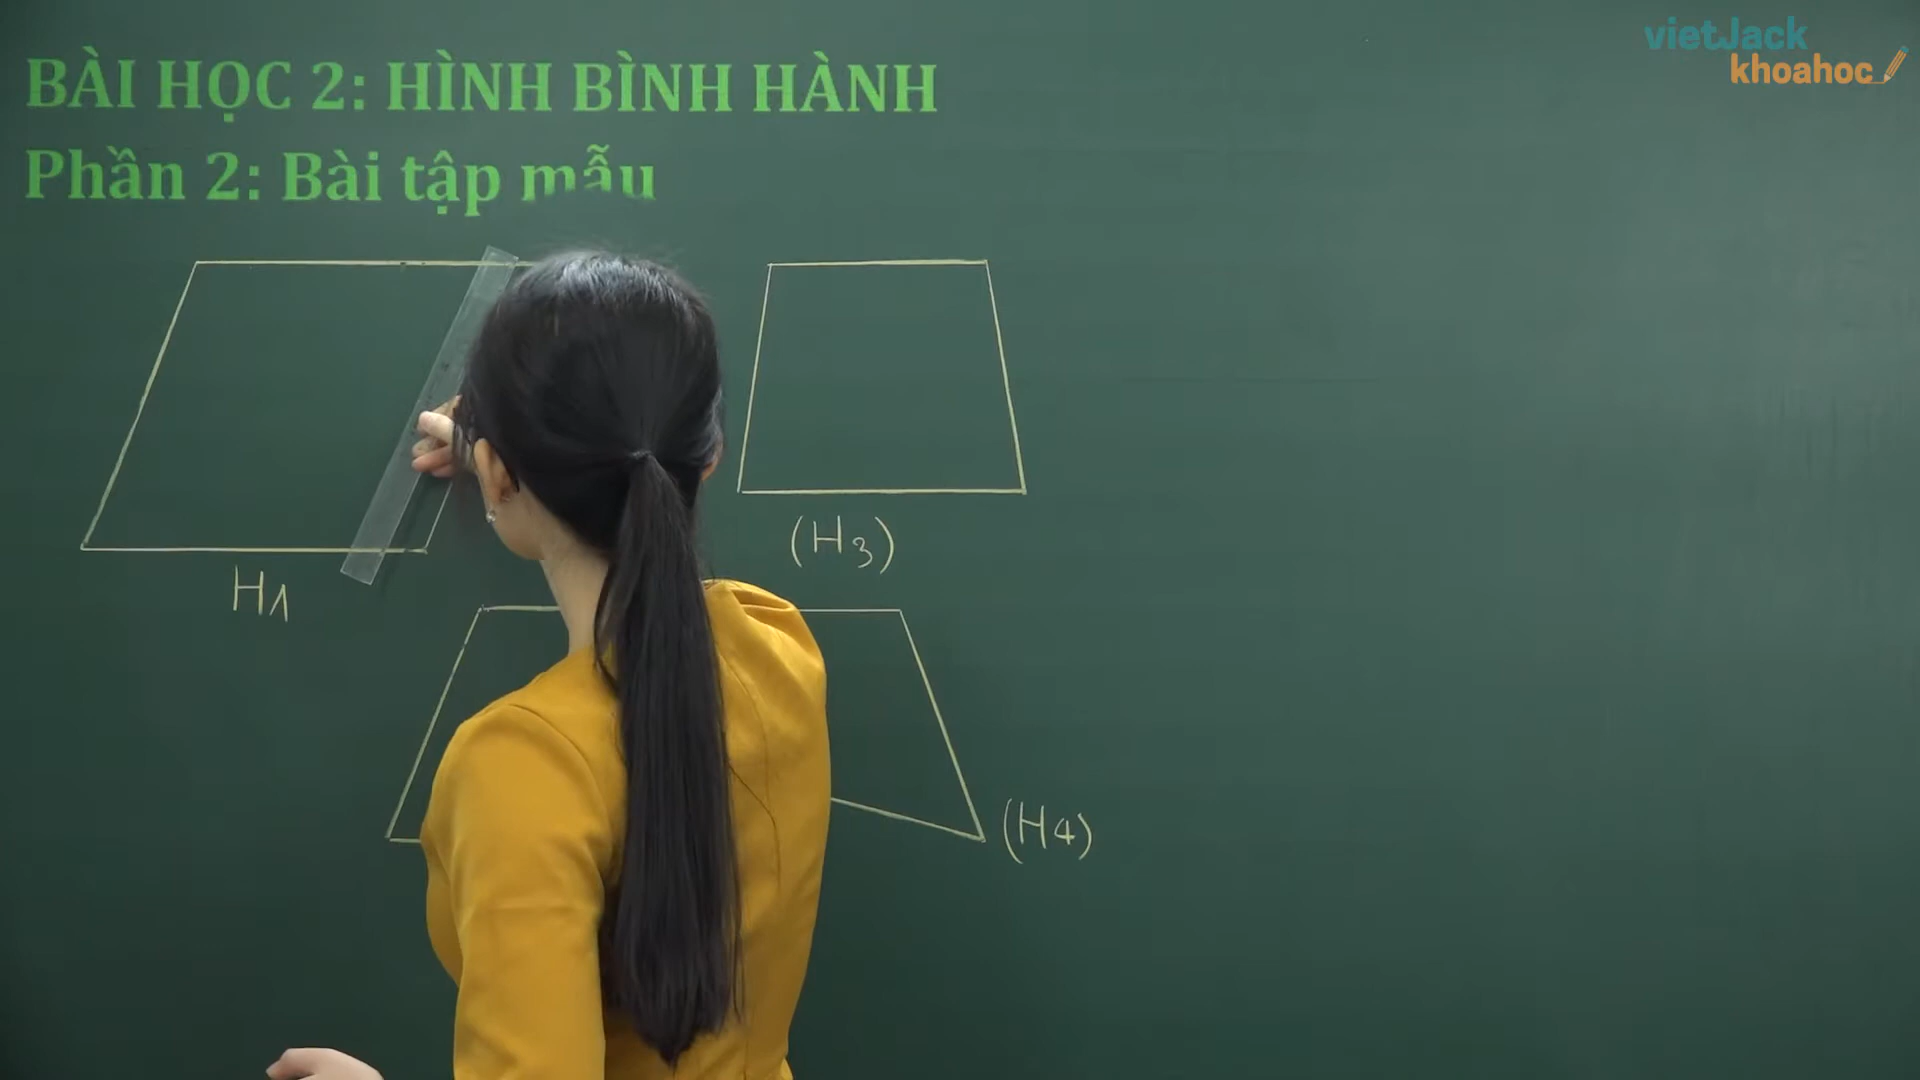 vietJack
khoahoc
BÀI HỌC 2: HÌNH BÌNH HÀNH
Phần 2: Bài tập mẫu
(H3)
H1
(H4)